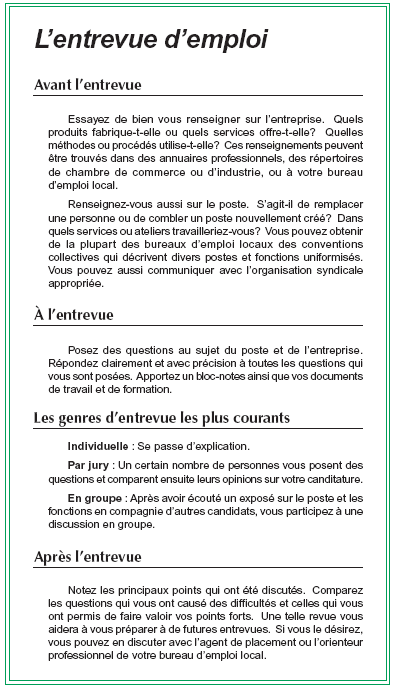 L’entrevue d’emploi
Avant l’entrevue
Essayez de bien vous renseigner sur l’entreprise. Quels
produits fabrique-t-elle ou quels services offre-t-elle? Quelles
méthodes ou procédés utilise-t-elle? Ces renseignements peuvent
être trouvés dans des annuaires professionnels, des répertoires
de chambre de commerce ou d’industrie, ou à votre bureau
d’emploi local.
Renseignez-vous aussi sur le poste. S’agit-il de remplacer
une personne ou de combler un poste nouvellement créé? Dans
quels services ou ateliers travailleriez-vous? Vous pouvez obtenir
de la plupart des bureaux d’emploi locaux des conventions
collectives qui décrivent divers postes et fonctions uniformisés.
Vous pouvez aussi communiquer avec l’organisation syndicale
appropriée.
À l’entrevue
Posez des questions au sujet du poste et de l’entreprise.
Répondez clairement et avec précision à toutes les questions qui
vous sont posées. Apportez un bloc-notes ainsi que vos documents
de travail et de formation.
Les genres d’entrevue les plus courants
Individuelle : Se passe d’explication.
Par jury : Un certain nombre de personnes vous posent des
questions et comparent ensuite leurs opinions sur votre canditature.
En groupe : Après avoir écouté un exposé sur le poste et les
fonctions en compagnie d’autres candidats, vous participez à une
discussion en groupe.
Après l’entrevue
Notez les principaux points qui ont été discutés. Comparez
les questions qui vous ont causé des difficultés et celles qui vous
ont permis de faire valoir vos points forts. Une telle revue vous
aidera à vous préparer à de futures entrevues. Si vous le désirez,
vous pouvez en discuter avec l’agent de placement ou l’orienteur
professionnel de votre bureau d’emploi local.